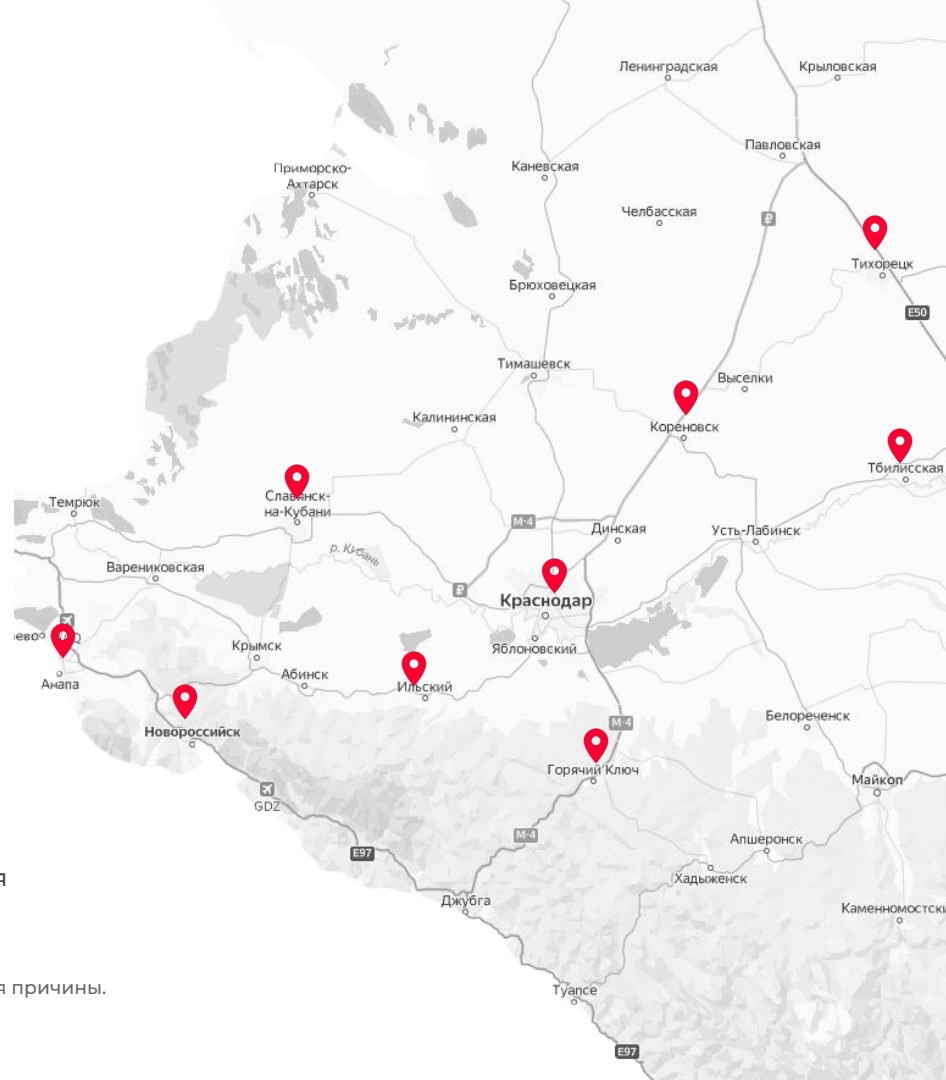 Ленинградская
Крыловская
Павловская
Приморско-
Ахтарск
Каневская
Челбасская
₽
Тихорецк
Брюховецкая
E50
Тимашевск
Выселки
Калининская
Кореновск
Тбилисская
Славянск-
на-Кубани
Темрюк
М-4
Динская
Усть-Лабинск
р. Кубань
Варениковская
₽
Краснодар
ево
Q
Крымск
Яблоновский
Анапа
Абинск
Ильский
Белореченск
М-4
Новороссийск
Горячий Ключ
Майкоп
GDZ
М-4
Апшеронск
E97
я
Хадыженск
Джубга
Каменномостски
я причины.
Туапсе
E97